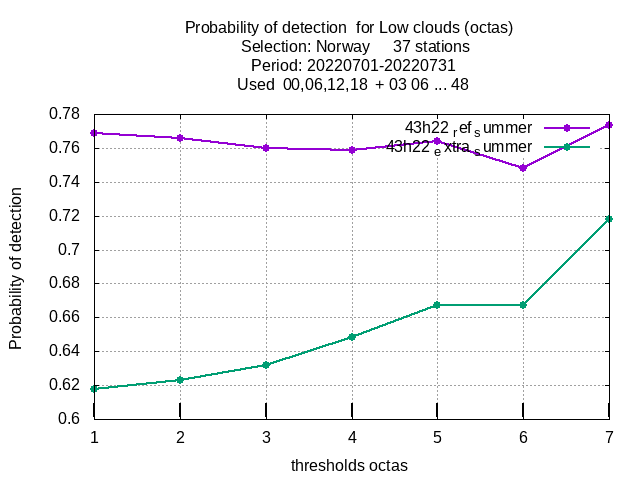 Probability of detection  for Low clouds (octas)
Selection: Norway     37 stations
Period: 20220701-20220731
Used  00,06,12,18  + 03 06 ... 48
0.78
0.76
0.74
0.72
0.7
0.68
0.66
0.64
0.62
0.6
Probability of detection
43h22_ref_summer
43h22_extra_summer
1 2 3 4 5 6 7
thresholds octas